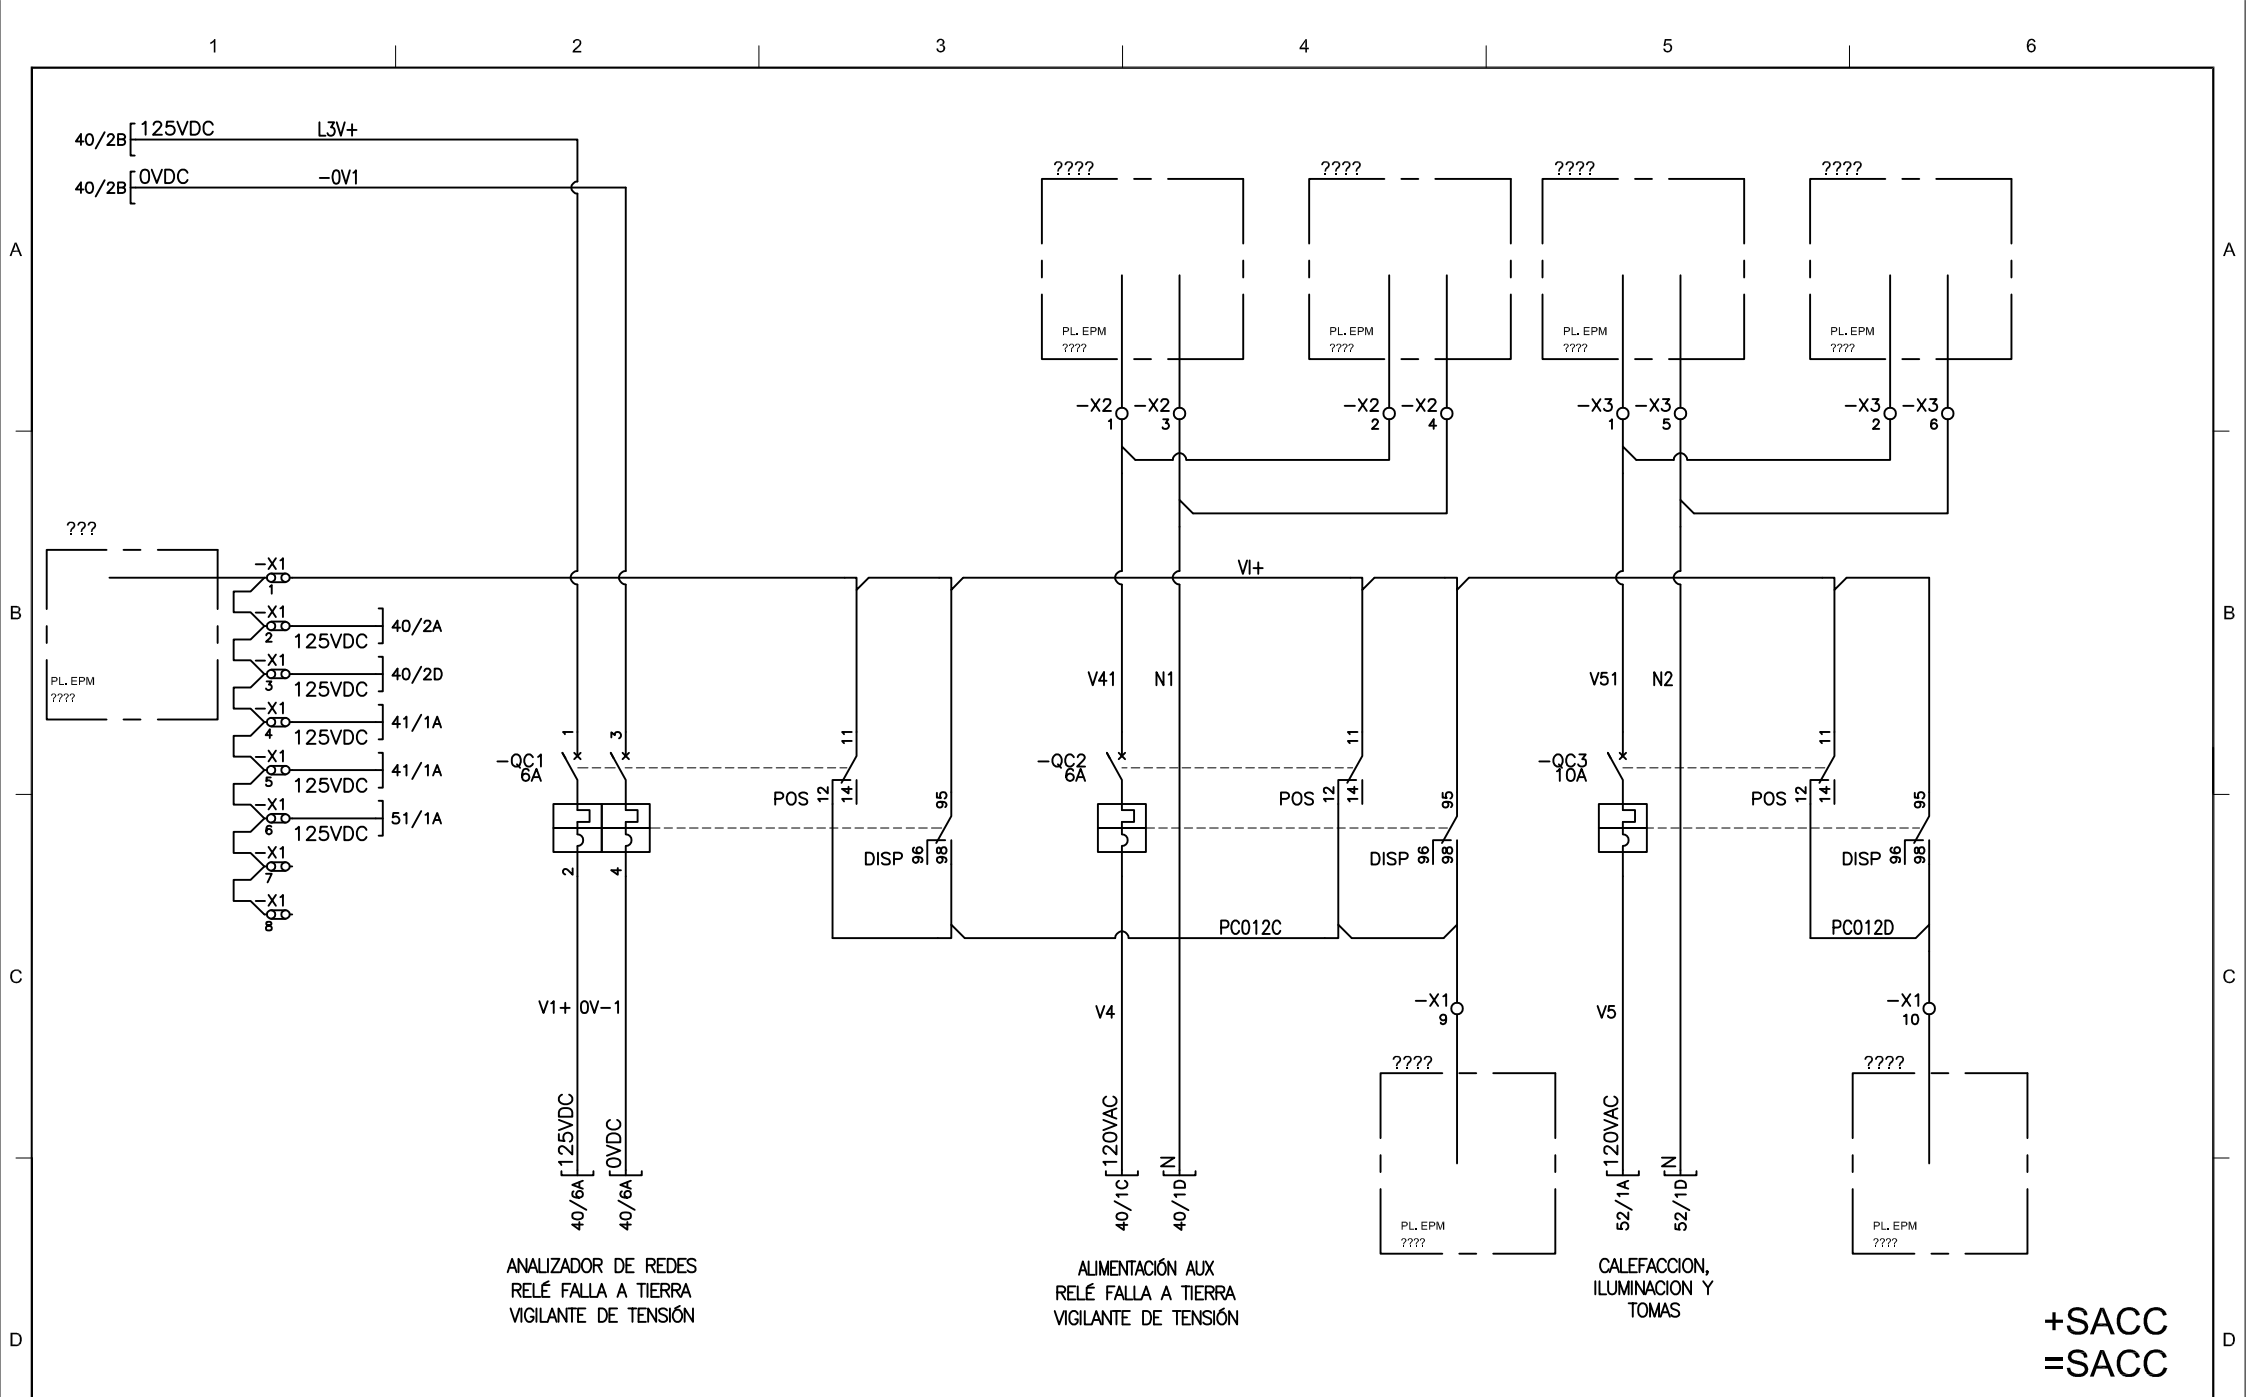 1 2 3 4 5 6
40/2B 125VDC L3V+
40/2B 0VDC -0V1
???? ???? ???? ????
A A
PL. EPM PL. EPM PL. EPM PL. EPM
???? ???? ???? ????
-X2 -X2 -X2 -X2 -X3 -X3 -X3 -X3
1 3 2 4 1 5 2 6
???
-X1
1
VI+
B B
-X1
2 125VDC 40/2A
-X1
3 125VDC 40/2D
PL. EPM
????
V41 N1 V51 N2
-X1
4 125VDC 41/1A
-X1
5 125VDC 41/1A
-X1
6 125VDC 51/1A
-X1
7
-X1
8
1 3 11 11 11
-QC1
6A
-QC2
6A
-QC3
10A
POS 12 14 95 POS 12 14 95 POS 12 14 95
2 4 DISP 96 98 DISP 96 98 DISP 96 98
PC012C PC012D
C C
V1+ 0V-1 V4 V5
-X1
9
-X1
10
???? ????
125VDC 0VDC 120VAC N 120VAC N
40/6A 40/6A 40/1C 40/1D 52/1A 52/1D
PL. EPM PL. EPM
???? ????
ANALIZADOR DE REDES
RELÉ FALLA A TIERRA
VIGILANTE DE TENSIÓN
ALIMENTACIÓN AUX
RELÉ FALLA A TIERRA
VIGILANTE DE TENSIÓN
CALEFACCION,
ILUMINACION Y
TOMAS
D D
+SACC
=SACC